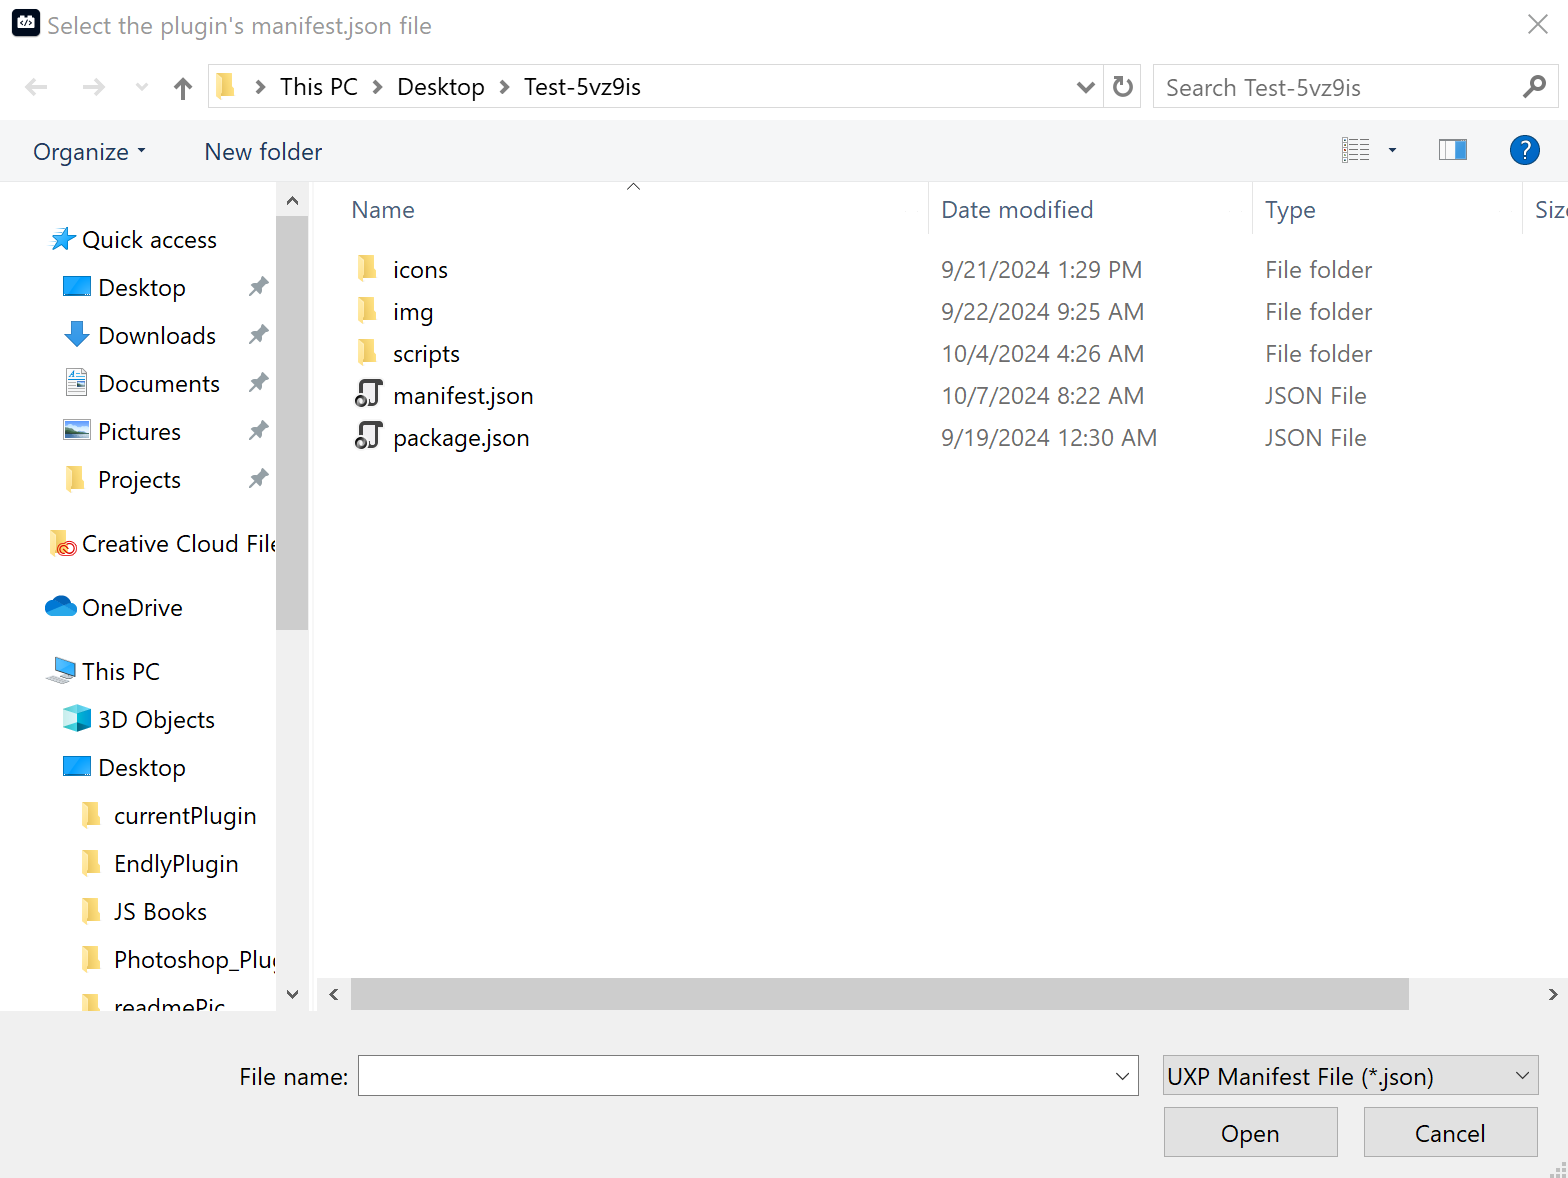 Select the plugin's manifest.json file
This PC Desktop Test-5vz9is
Search Test-5vz9is
Organize New folder
?
Name Date modified Type Siz
icons 9/21/2024 1:29 PM File folder
img 9/22/2024 9:25 AM File folder
scripts 10/4/2024 4:26 AM File folder
manifest.json 10/7/2024 8:22 AM JSON File
package.json 9/19/2024 12:30 AM JSON File
Quick access
Desktop
Downloads
Documents
Pictures
Projects
Creative Cloud File
OneDrive
This PC
3D Objects
Desktop
currentPlugin
EndlyPlugin
JS Books
Photoshop_Plug
readmePic
File name:
UXP Manifest File (*.json)
Open Cancel